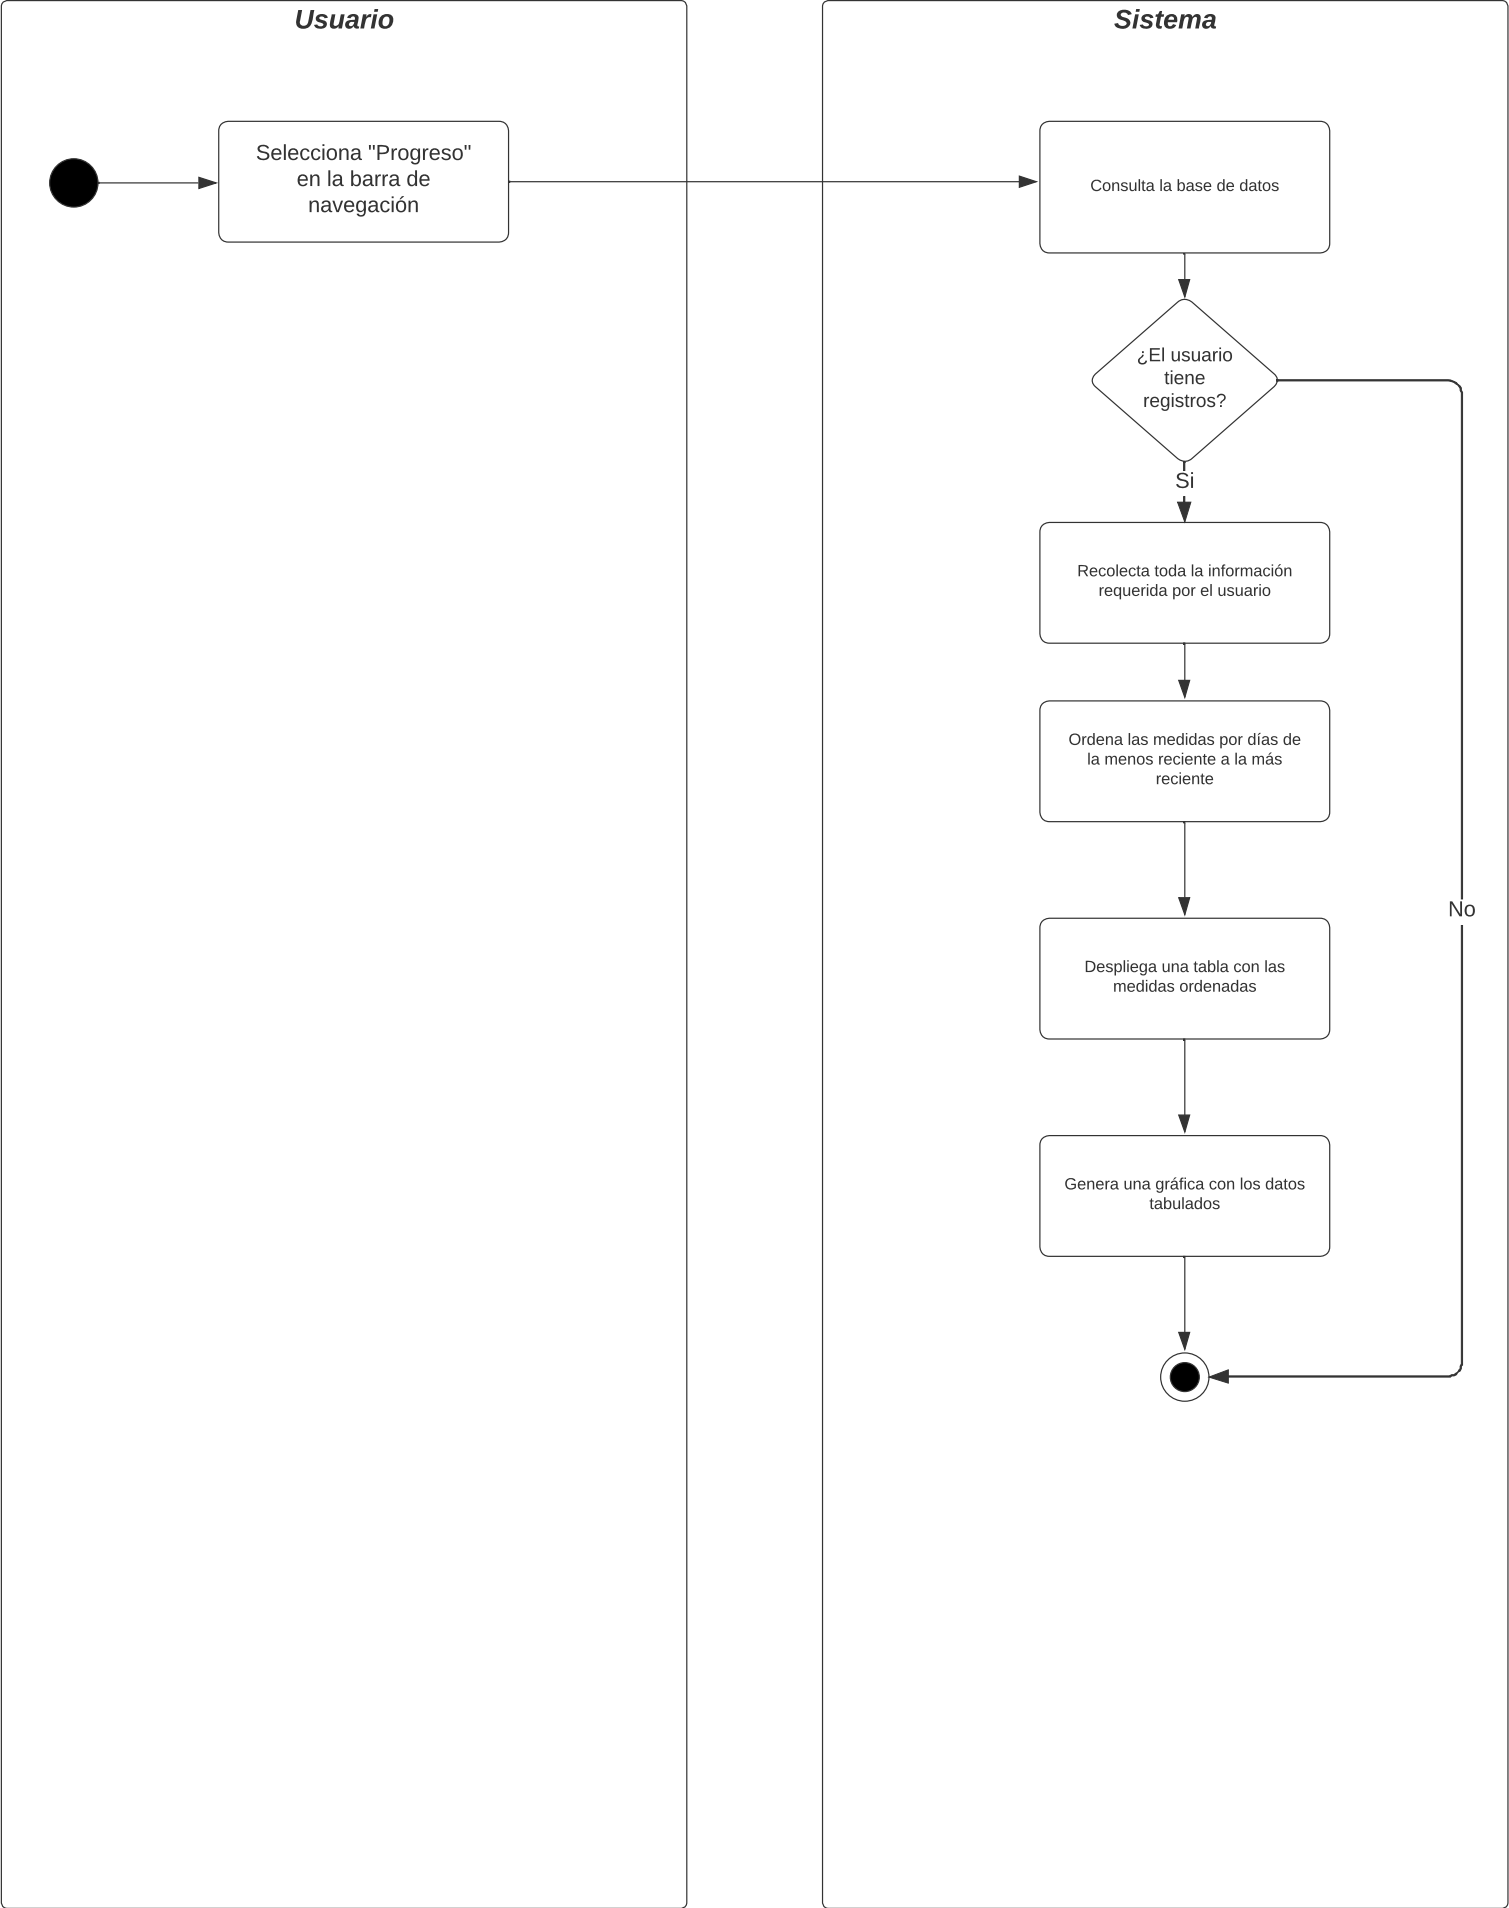 Usuario
Sistema
Selecciona "Progreso"
en la barra de
navegación
Consulta la base de datos
¿El usuario
tiene
registros?
Si
Recolecta toda la información
requerida por el usuario
Ordena las medidas por días de
la menos reciente a la más
reciente
No
Despliega una tabla con las
medidas ordenadas
Genera una gráfica con los datos
tabulados